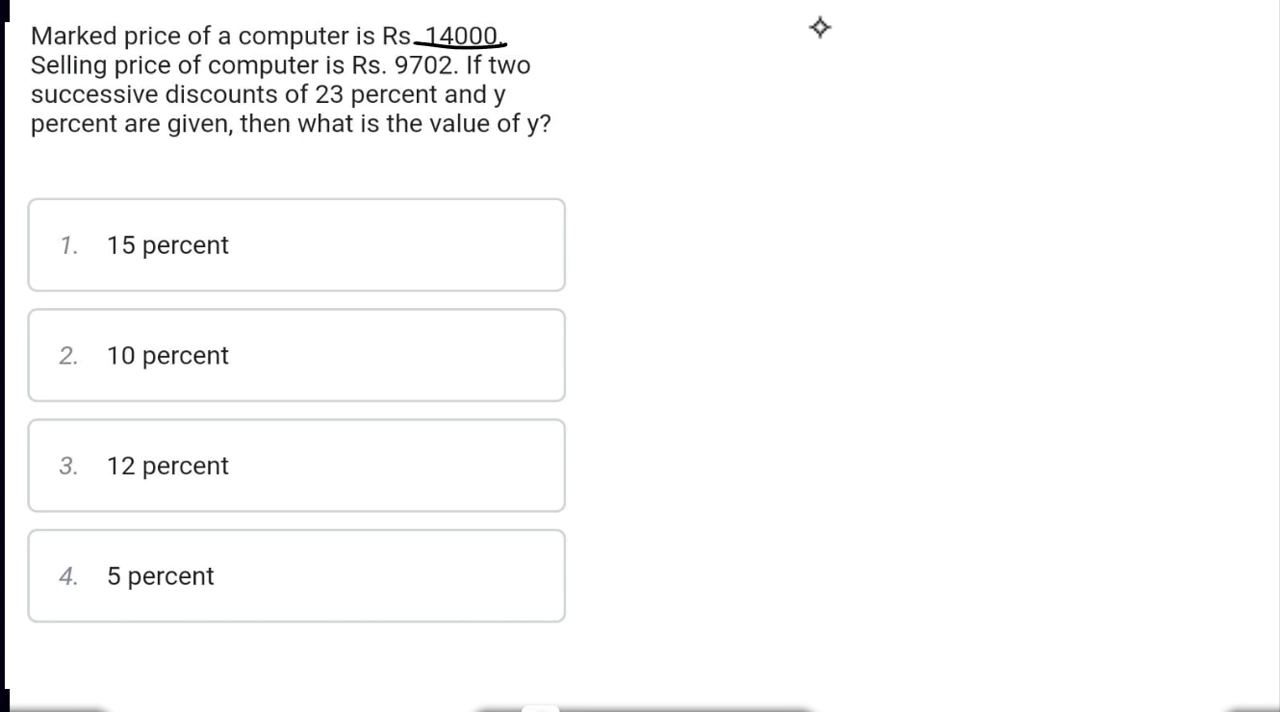 Marked price of a computer is Rs. 14000.
Selling price of computer is Rs. 9702. If two
successive discounts of 23 percent and y
percent are given, then what is the value of y?
1. 15 percent
2. 10 percent
3. 12 percent
4. 5 percent